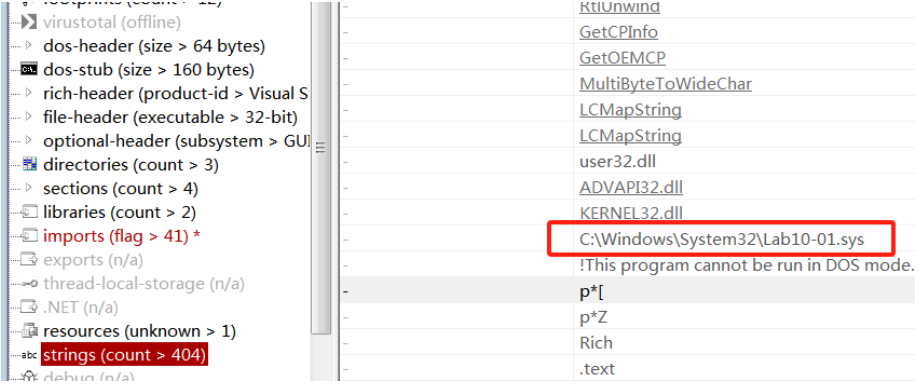 footprints (count > 12)
virustotal (offline)
dos-header (size > 64 bytes)
dos-stub (size > 160 bytes)
rich-header (product-id > Visual S
file-header (executable > 32-bit)
optional-header (subsystem > GUI
directories (count > 3)
sections (count > 4)
libraries (count > 2)
imports (flag > 41) *
exports (n/a)
thread-local-storage (n/a)
.NET (n/a)
resources (unknown > 1)
abc strings (count > 404)
debug (n/a)
- RtlUnwind
- GetCPInfo
- GetOEMCP
- MultiByteToWideChar
- LCMapString
- LCMapString
- user32.dll
- ADVAPI32.dll
- KERNEL32.dll
- C:\Windows\System32\Lab10-01.sys
- !This program cannot be run in DOS mode.
- p*[
- p*Z
- Rich
- .text